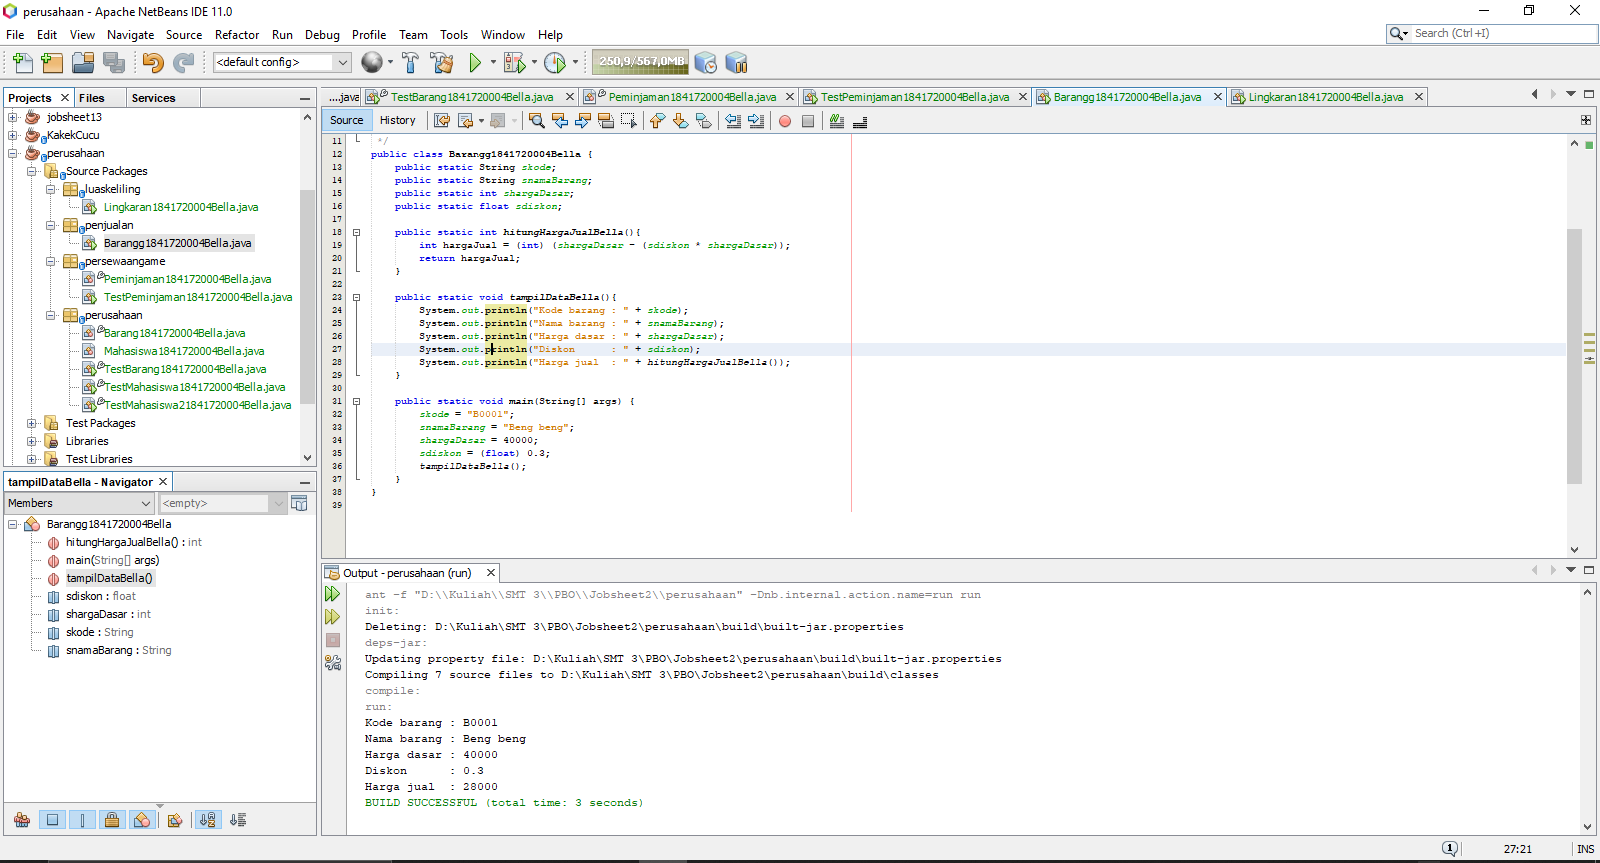 perusahaan - Apache NetBeans IDE 11.0
File Edit View Navigate Source Refactor Run Debug Profile Team Tools Window Help
Search (Ctrl+I)
<default config>
250,9/567,0MB
Projects Files Services
jobsheet13
KakekCucu
perusahaan
Source Packages
luaskeliling
Lingkaran1841720004Bella.java
penjualan
Barangg1841720004Bella.java
persewaangame
Peminjaman1841720004Bella.java
TestPeminjaman1841720004Bella.java
perusahaan
Barang1841720004Bella.java
Mahasiswa1841720004Bella.java
TestBarang1841720004Bella.java
TestMahasiswa1841720004Bella.java
TestMahasiswa21841720004Bella.java
Test Packages
Libraries
Test Libraries
tampilDataBella - Navigator
Members
<empty>
Barangg1841720004Bella
hitungHargaJualBella() : int
main(String[] args)
tampilDataBella()
sdiskon : float
shargaDasar : int
skode : String
snamaBarang : String
....java TestBarang1841720004Bella.java Peminjaman1841720004Bella.java TestPeminjaman1841720004Bella.java Barangg1841720004Bella.java Lingkaran1841720004Bella.java
Source History
11 */
12 public class Barangg1841720004Bella {
13 public static String skode;
14 public static String snamaBarang;
15 public static int shargaDasar;
16 public static float sdiskon;
17
18 public static int hitungHargaJualBella(){
19 int hargaJual = (int) (shargaDasar - (sdiskon * shargaDasar));
20 return hargaJual;
21 }
22
23 public static void tampilDataBella(){
24 System.out.println("Kode barang : " + skode);
25 System.out.println("Nama barang : " + snamaBarang);
26 System.out.println("Harga dasar : " + shargaDasar);
27 System.out.println("Diskon      : " + sdiskon);
28 System.out.println("Harga jual  : " + hitungHargaJualBella());
29 }
30
31 public static void main(String[] args) {
32 skode = "B0001";
33 snamaBarang = "Beng beng";
34 shargaDasar = 40000;
35 sdiskon = (float) 0.3;
36 tampilDataBella();
37 }
38 }
39
Output - perusahaan (run)
ant -f "D:\\Kuliah\\SMT 3\\PBO\\Jobsheet2\\perusahaan" -Dnb.internal.action.name=run run
init:
Deleting: D:\Kuliah\SMT 3\PBO\Jobsheet2\perusahaan\build\built-jar.properties
deps-jar:
Updating property file: D:\Kuliah\SMT 3\PBO\Jobsheet2\perusahaan\build\built-jar.properties
Compiling 7 source files to D:\Kuliah\SMT 3\PBO\Jobsheet2\perusahaan\build\classes
compile:
run:
Kode barang : B0001
Nama barang : Beng beng
Harga dasar : 40000
Diskon      : 0.3
Harga jual  : 28000
BUILD SUCCESSFUL (total time: 3 seconds)
1 27:21 INS